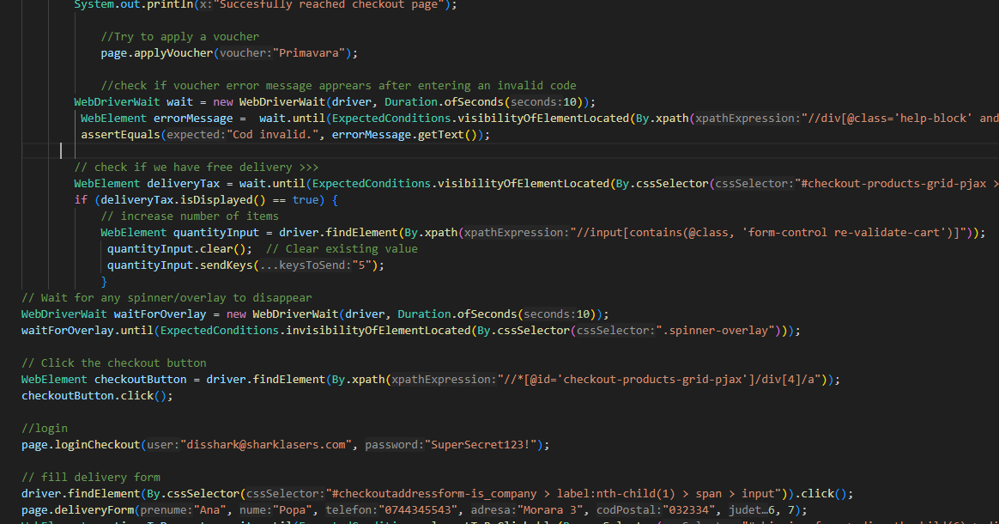 System.out.println(x:"Succesfully reached checkout page");
//Try to apply a voucher
page.applyVoucher(voucher:"Primavara");
//check if voucher error message apprears after entering an invalid code
WebDriverWait wait = new WebDriverWait(driver, Duration.ofSeconds(seconds:10));
WebElement errorMessage =  wait.until(ExpectedConditions.visibilityOfElementLocated(By.xpath(xpathExpression:"//div[@class='help-block' and
assertEquals(expected:"Cod invalid.", errorMessage.getText());
// check if we have free delivery >>>
WebElement deliveryTax = wait.until(ExpectedConditions.visibilityOfElementLocated(By.cssSelector(cssSelector:"#checkout-products-grid-pjax >
if (deliveryTax.isDisplayed() == true) {
// increase number of items
WebElement quantityInput = driver.findElement(By.xpath(xpathExpression:"//input[contains(@class, 'form-control re-validate-cart')]"));
quantityInput.clear();  // Clear existing value
quantityInput.sendKeys(...keysToSend:"5");
}
// Wait for any spinner/overlay to disappear
WebDriverWait waitForOverlay = new WebDriverWait(driver, Duration.ofSeconds(seconds:10));
waitForOverlay.until(ExpectedConditions.invisibilityOfElementLocated(By.cssSelector(cssSelector:".spinner-overlay")));
// Click the checkout button
WebElement checkoutButton = driver.findElement(By.xpath(xpathExpression:"//*[@id='checkout-products-grid-pjax']/div[4]/a"));
checkoutButton.click();
//login
page.loginCheckout(user:"disshark@sharklasers.com", password:"SuperSecret123!");
// fill delivery form
driver.findElement(By.cssSelector(cssSelector:"#checkoutaddressform-is_company > label:nth-child(1) > span > input")).click();
page.deliveryForm(prenume:"Ana", nume:"Popa", telefon:"0744345543", adresa:"Morara 3", codPostal:"032334", judet…6, 7);